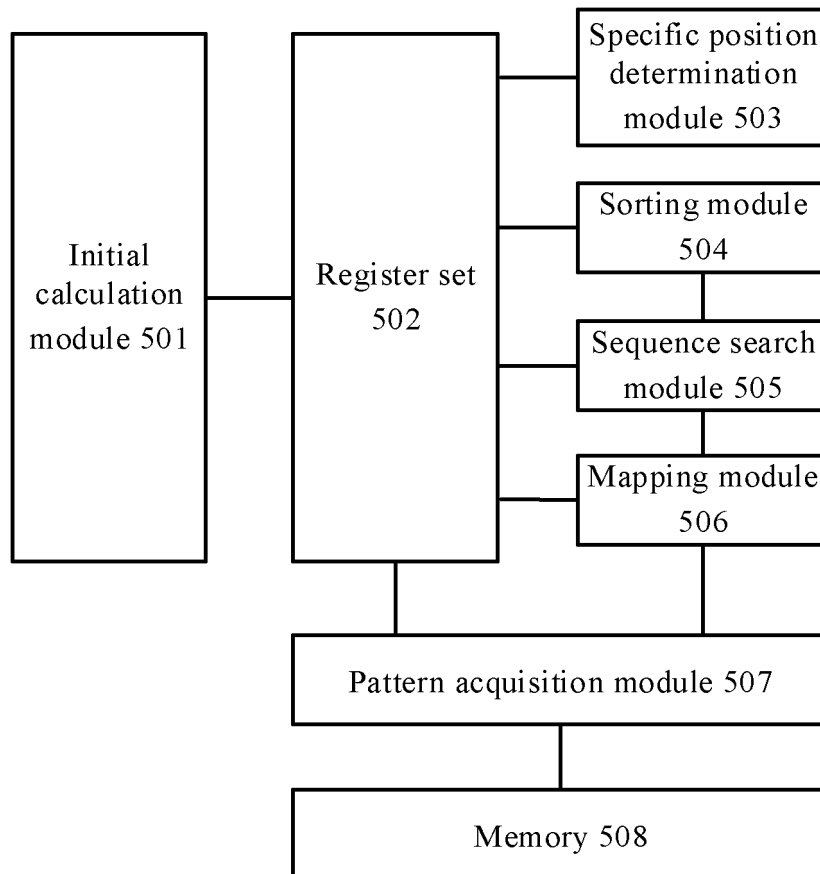 Initial
calculation
module 501
Register set
502
Specific position
determination
module 503
Sorting module
504
Sequence search
module 505
Mapping module
506
Pattern acquisition module 507
Memory 508